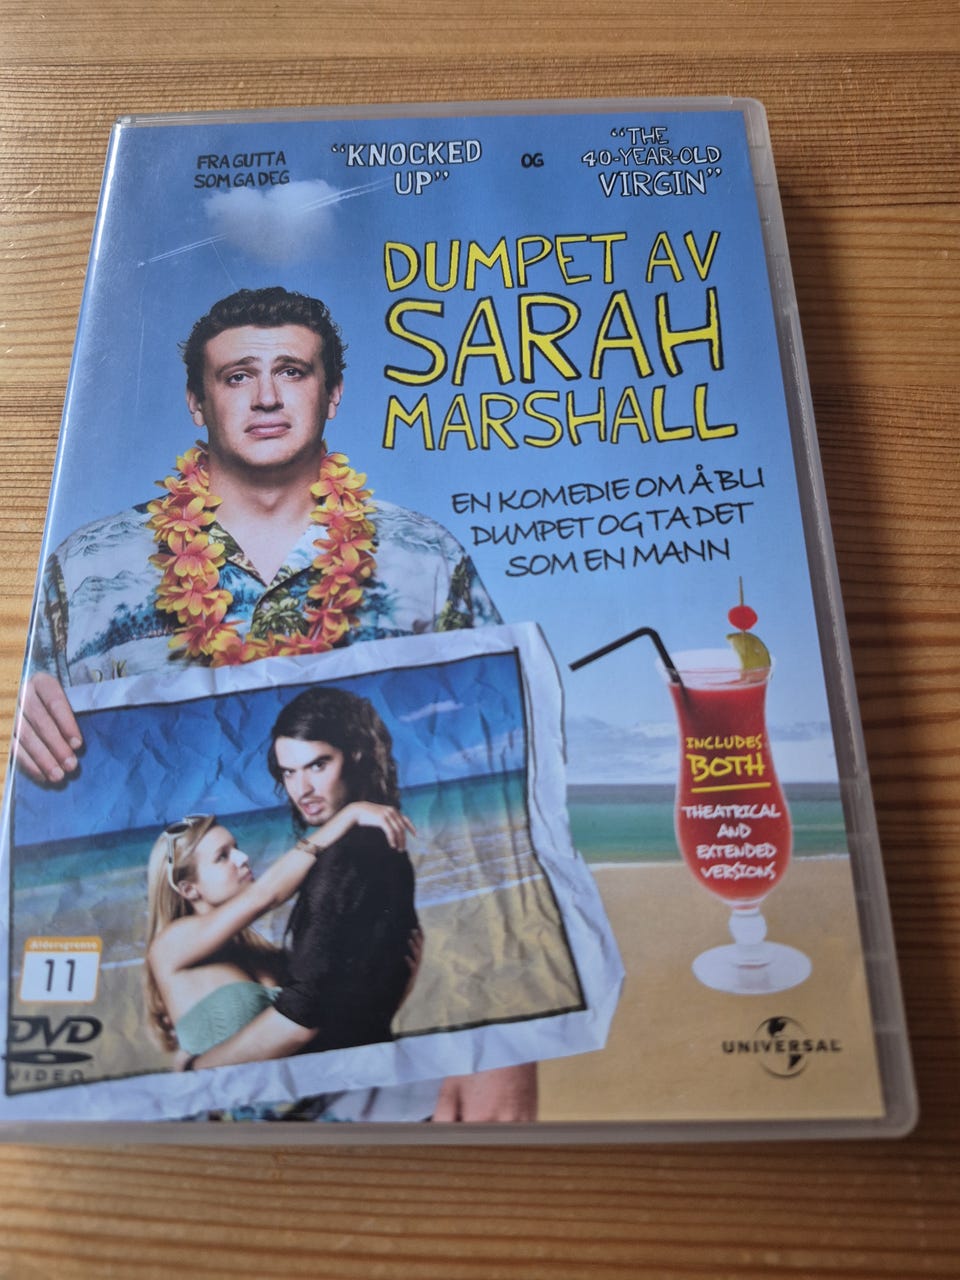 FRA GUTTA
SOM GA DEG
"KNOCKED
UP"
OG
"THE
40-YEAR-OLD
VIRGIN"
DUMPET AV
SARAH
MARSHALL
EN KOMEDIE OM Å BLI
DUMPET OG TA DET
SOM EN MANN
INCLUDES
BOTH
THEATRICAL
AND
EXTENDED
VERSIONS
Aldersgrense
11
DVD
VIDEO
UNIVERSAL